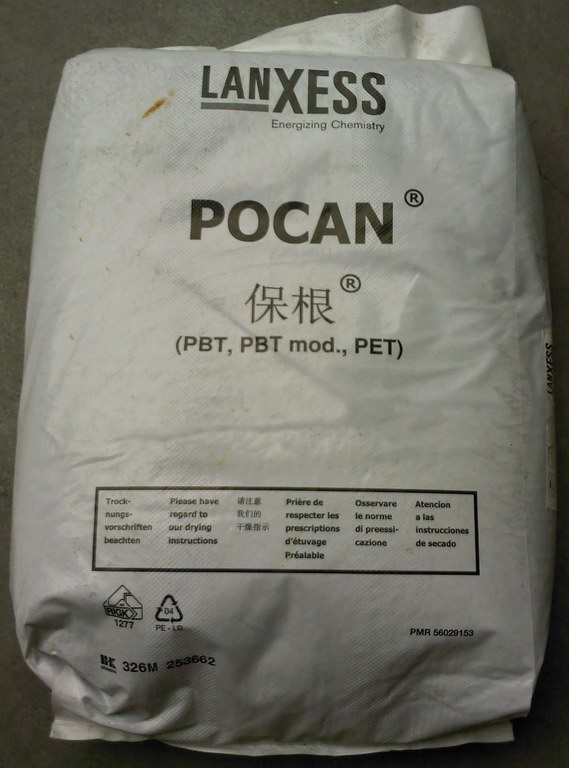 LANXESS
Energizing Chemistry
POCAN®
保根®
(PBT, PBT mod., PET)
Trock-
nungs-
vorschriften
beachten
Please have
regard to
our drying
instructions
请注意
我们的
干燥指示
Prière de
respecter les
prescriptions
d'étuvage
Préalable
Osservare
le norme
di preessi-
cazione
Atencion
a las
instrucciones
de secado
RIGK
1277
04
PE - LD
PMR 56029153
BK 326M 253662
LANXESS